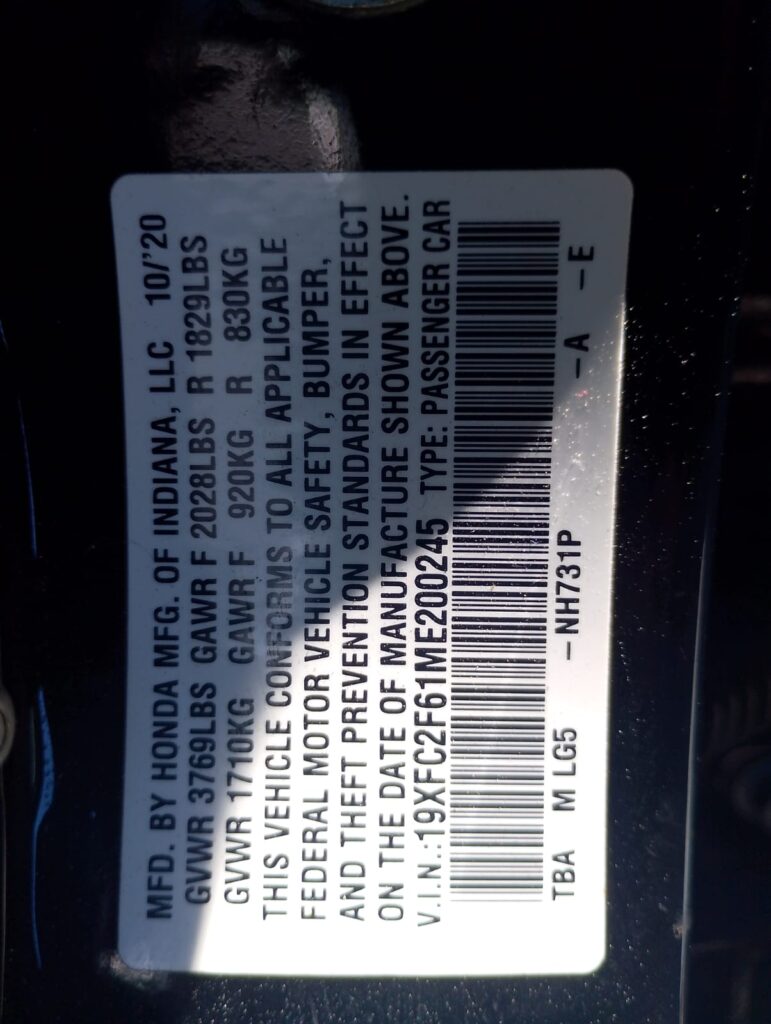 MFD. BY HONDA MFG. OF INDIANA, LLC 10/'20
GVWR 3769LBS GAWR F 2028LBS R 1829LBS
GVWR 1710KG GAWR F 920KG R 830KG
THIS VEHICLE CONFORMS TO ALL APPLICABLE
FEDERAL MOTOR VEHICLE SAFETY, BUMPER,
AND THEFT PREVENTION STANDARDS IN EFFECT
ON THE DATE OF MANUFACTURE SHOWN ABOVE.
V.I.N.:19XFC2F61ME200245 TYPE: PASSENGER CAR
TBA M LG5 -NH731P -A -E